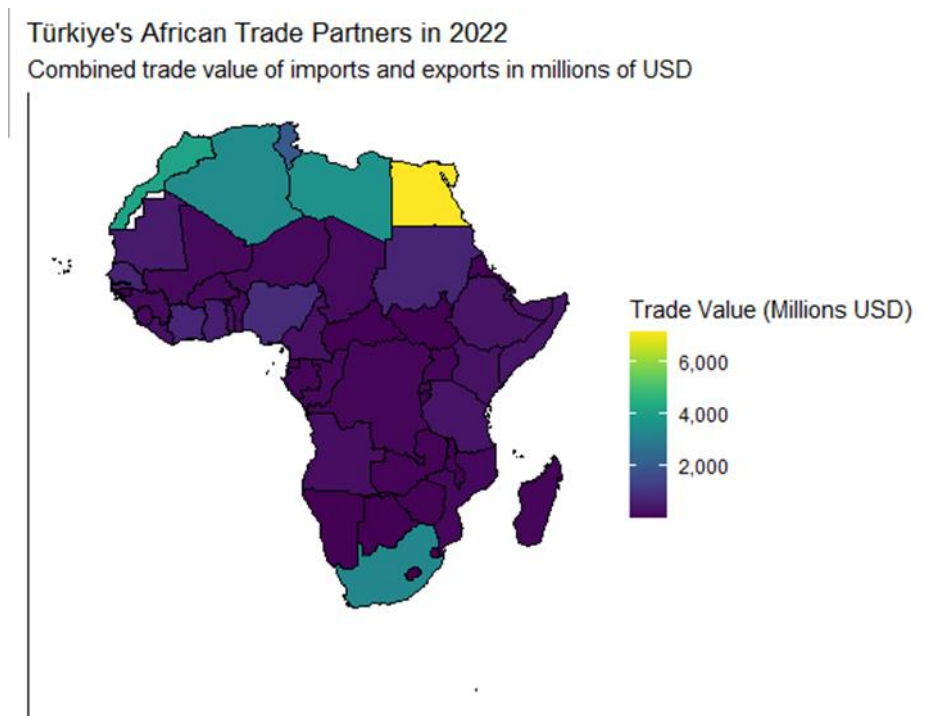 Türkiye's African Trade Partners in 2022
Combined trade value of imports and exports in millions of USD
Trade Value (Millions USD)
6,000
4,000
2,000